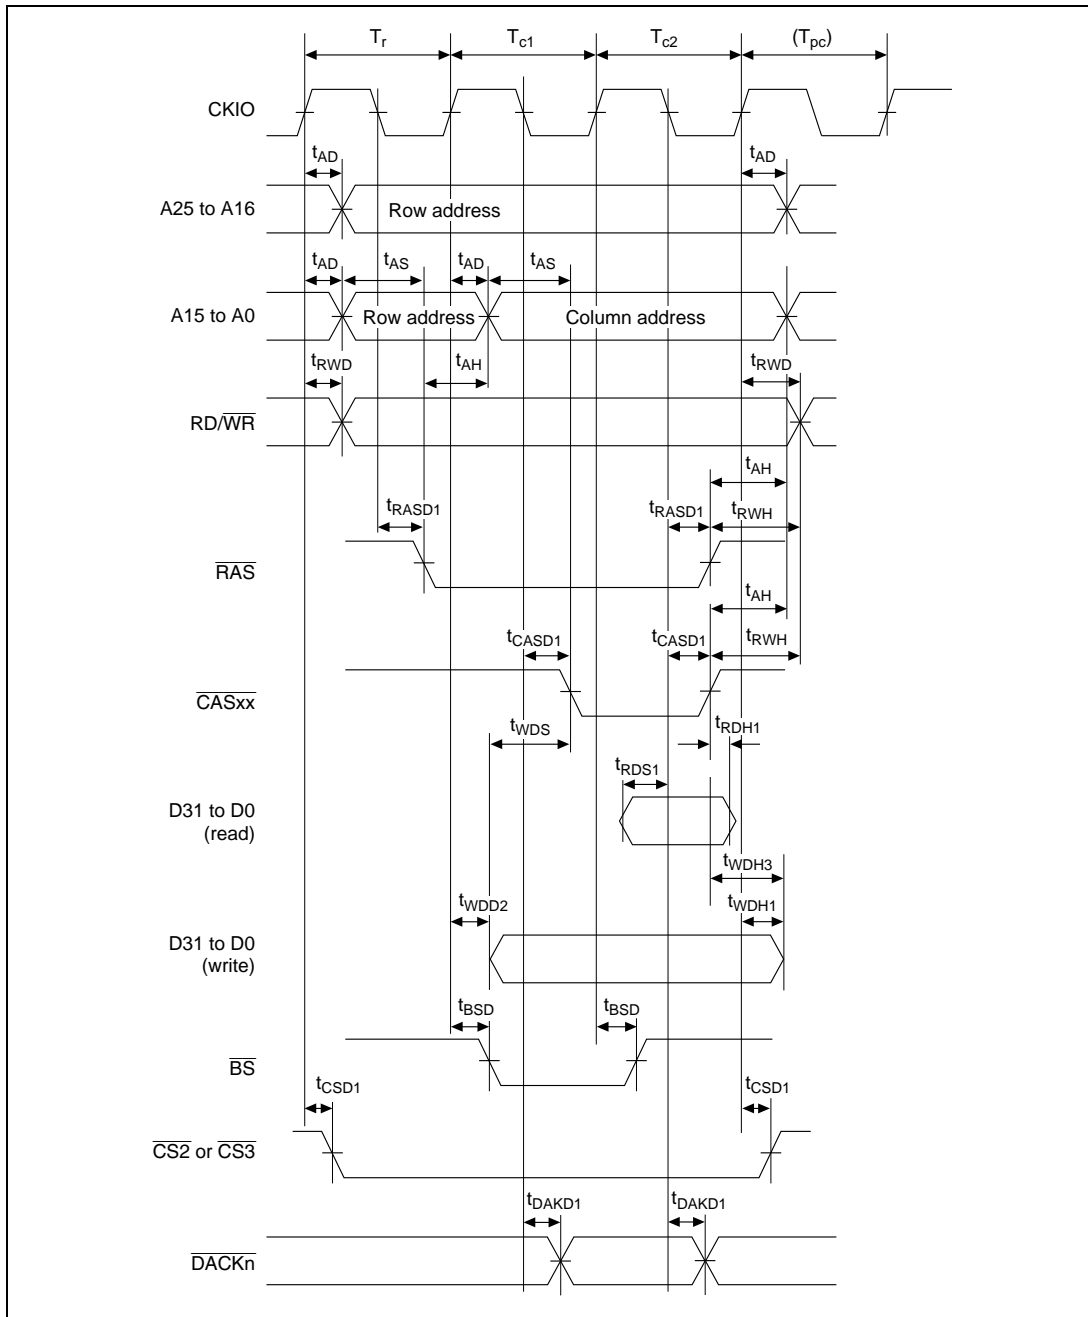 Tr Tc1 Tc2 (Tpc)
CKIO
tAD tAD
A25 to A16 Row address
tAD tAS tAD tAS
A15 to A0 Row address Column address
tRWD tAH tRWD
RD/WR
tAH
tRASD1 tRASD1 tRWH
RAS
tAH
tCASD1 tCASD1 tRWH
CASxx
tWDS tRDH1
tRDS1
D31 to D0
(read)
tWDH3
tWDD2 tWDH1
D31 to D0
(write)
tBSD tBSD
BS
tCSD1 tCSD1
CS2 or CS3
tDAKD1 tDAKD1
DACKn